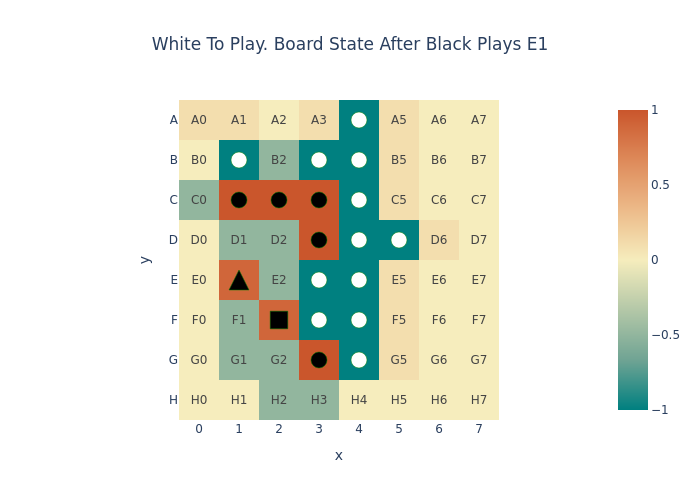 White To Play. Board State After Black Plays E1
A A0 A1 A2 A3 A5 A6 A7
B B0 B2 B5 B6 B7
C C0 C5 C6 C7
D D0 D1 D2 D6 D7
E E0 E2 E5 E6 E7
F F0 F1 F5 F6 F7
G G0 G1 G2 G5 G6 G7
H H0 H1 H2 H3 H4 H5 H6 H7
0 1 2 3 4 5 6 7
x
y
1
0.5
0
−0.5
−1